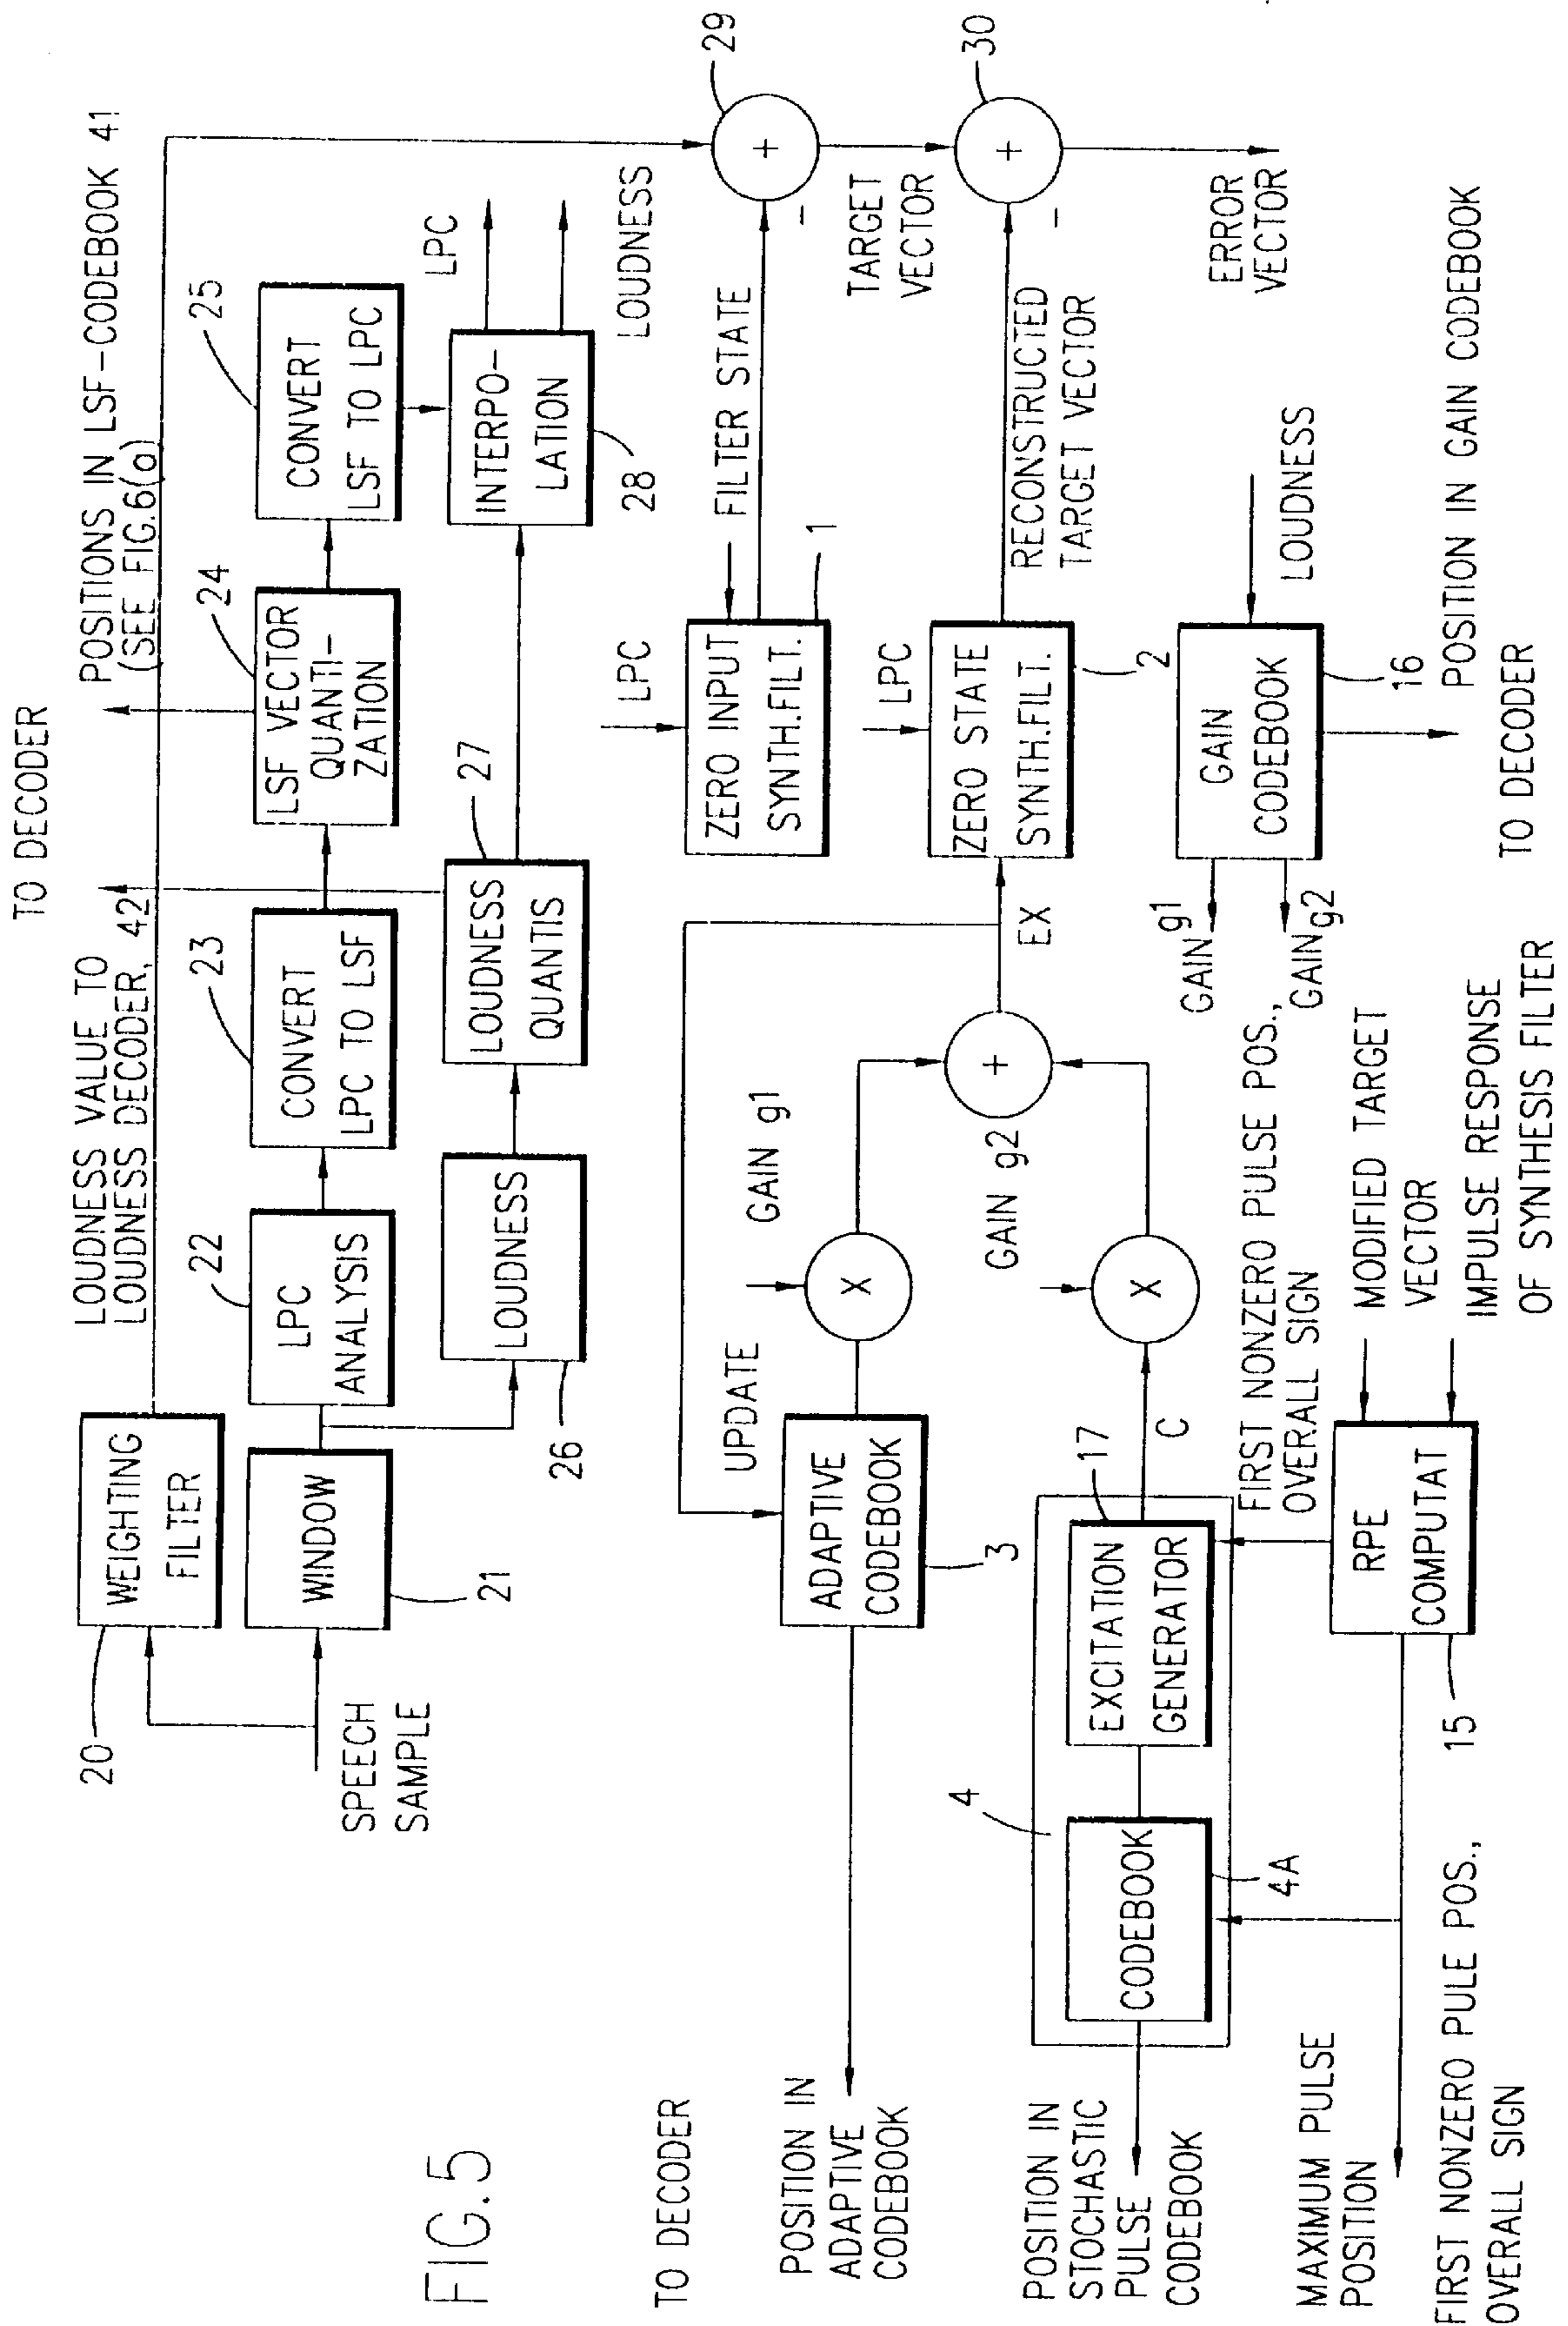 TO DECODER
LOUDNESS VALUE TO
LOUDNESS DECODER, 42
POSITIONS IN LSF-CODEBOOK 41
(SEE FIG.6(a)
20
WEIGHTING
FILTER
SPEECH
SAMPLE
WINDOW
21
22
LPC
ANALYSIS
23
CONVERT
LPC TO LSF
24
LSF VECTOR
QUANTI-
ZATION
25
CONVERT
LSF TO LPC
26
LOUDNESS
27
LOUDNESS
QUANTIS
INTERPO-
LATION
28
LPC
LOUDNESS
FIG.5
TO DECODER
POSITION IN
ADAPTIVE
CODEBOOK
UPDATE
ADAPTIVE
CODEBOOK
3
GAIN g1
X
LPC
ZERO INPUT
SYNTH.FILT.
1
FILTER STATE
29
+
-
TARGET
VECTOR
30
+
-
ERROR
VECTOR
POSITION IN
STOCHASTIC
PULSE
CODEBOOK
4
CODEBOOK
4A
EXCITATION
GENERATOR
17
C
GAIN g2
X
+
EX
LPC
ZERO STATE
SYNTH.FILT.
2
RECONSTRUCTED
TARGET VECTOR
GAIN g1
GAIN g2
GAIN
CODEBOOK
16
LOUDNESS
POSITION IN GAIN CODEBOOK
TO DECODER
FIRST NONZERO PULSE POS.,
OVERALL SIGN
MAXIMUM PULSE
POSITION
FIRST NONZERO PULE POS.,
OVERALL SIGN
15
RPE
COMPUTAT
MODIFIED TARGET
VECTOR
IMPULSE RESPONSE
OF SYNTHESIS FILTER